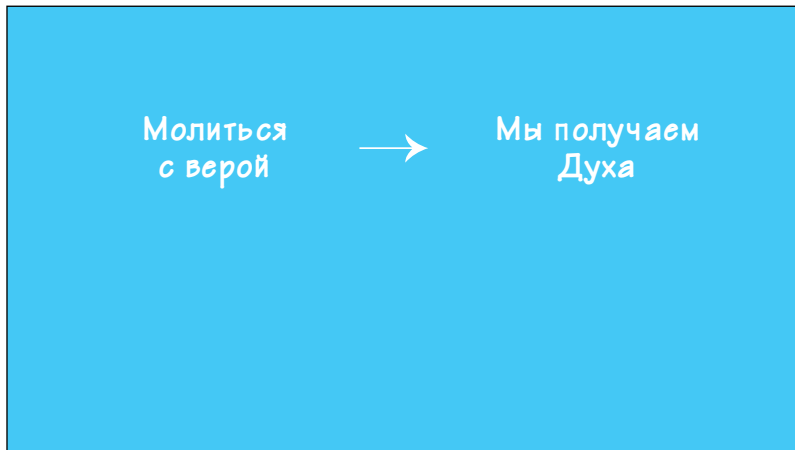 Молиться
с верой
Мы получаем
Духа